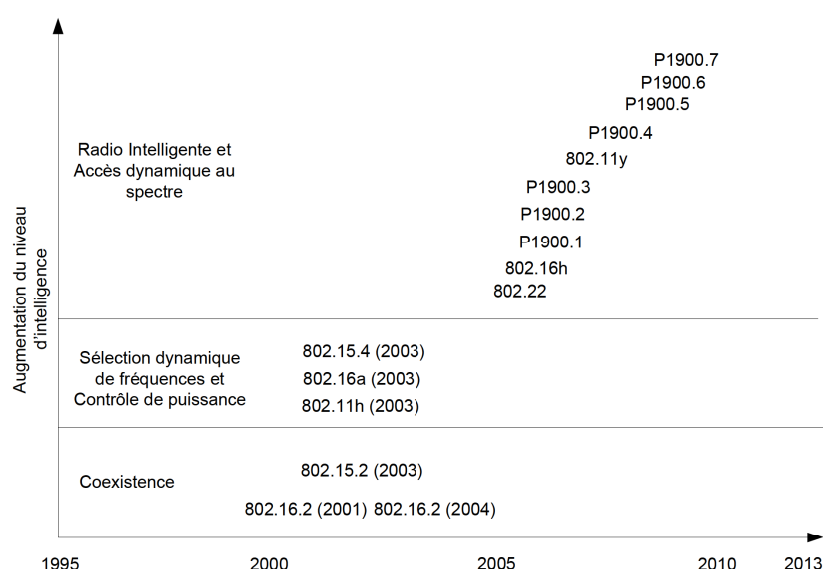 P1900.7
P1900.6
P1900.5
P1900.4
802.11y
P1900.3
P1900.2
P1900.1
802.16h
802.22
Radio Intelligente et
Accès dynamique au
spectre
Augmentation du niveau
d'intelligence
802.15.4 (2003)
802.16a (2003)
802.11h (2003)
Sélection dynamique
de fréquences et
Contrôle de puissance
802.15.2 (2003)
Coexistence
802.16.2 (2001) 802.16.2 (2004)
1995 2000 2005 2010 2013